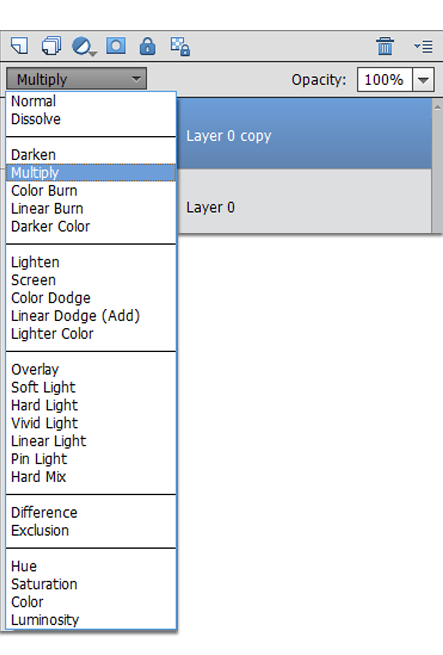 Multiply
Opacity: 100%
Normal
Dissolve
Darken
Multiply
Color Burn
Linear Burn
Darker Color
Lighten
Screen
Color Dodge
Linear Dodge (Add)
Lighter Color
Overlay
Soft Light
Hard Light
Vivid Light
Linear Light
Pin Light
Hard Mix
Difference
Exclusion
Hue
Saturation
Color
Luminosity
Layer 0 copy
Layer 0